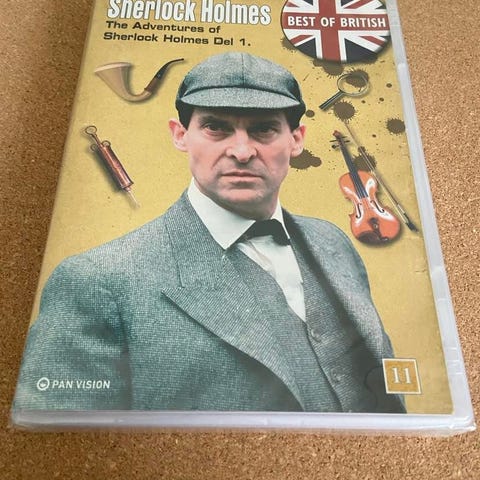 Sherlock Holmes
The Adventures of
Sherlock Holmes Del 1.
BEST OF BRITISH
PAN VISION
11